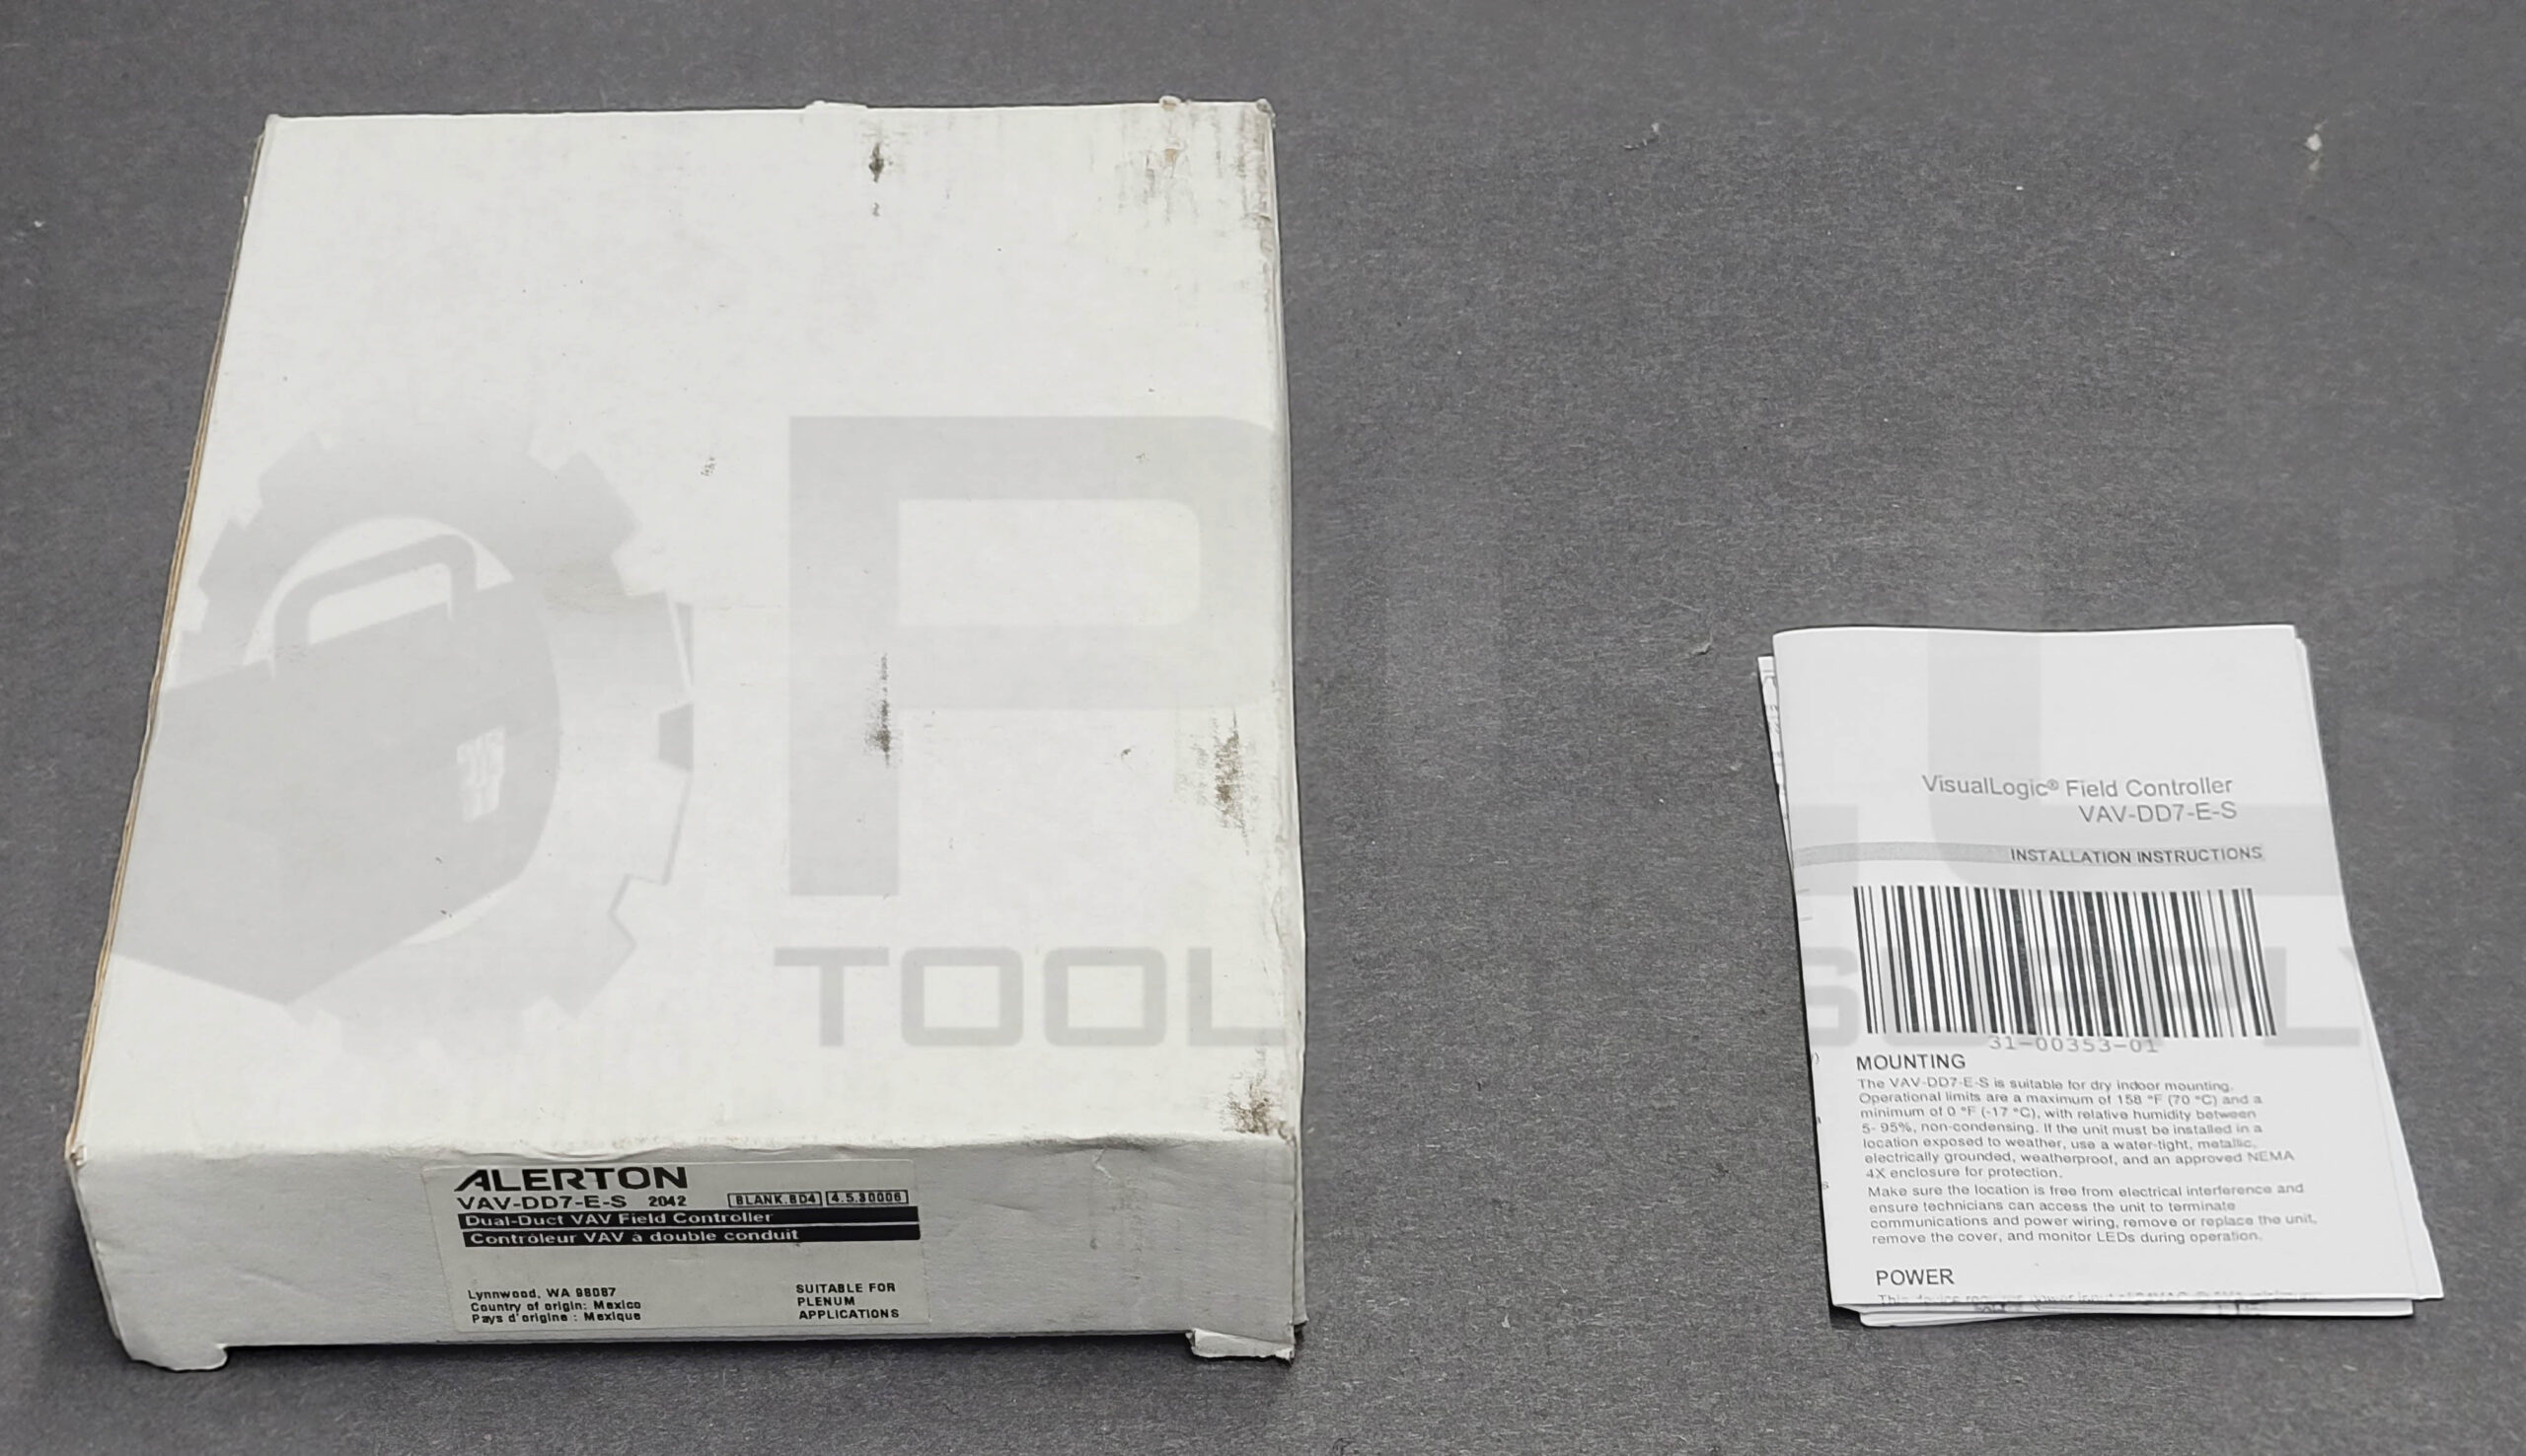 ALERTON
VAV-DD7-E-S 2042 BLANK.BD4 4.5.30006
Dual-Duct VAV Field Controller
Contrôleur VAV à double conduit
Lynnwood, WA 98087
Country of origin: Mexico
Pays d'origine : Mexique
SUITABLE FOR
PLENUM
APPLICATIONS
VisualLogic® Field Controller
VAV-DD7-E-S
INSTALLATION INSTRUCTIONS
31-00353-01
MOUNTING
The VAV-DD7-E-S is suitable for dry indoor mounting.
Operational limits are a maximum of 158 °F (70 °C) and a
minimum of 0 °F (-17 °C), with relative humidity between
5- 95%, non-condensing. If the unit must be installed in a
location exposed to weather, use a water-tight, metallic,
electrically grounded, weatherproof, and an approved NEMA
4X enclosure for protection.
Make sure the location is free from electrical interference and
ensure technicians can access the unit to terminate
communications and power wiring, remove or replace the unit,
remove the cover, and monitor LEDs during operation.
POWER
TOOL SUPPLY